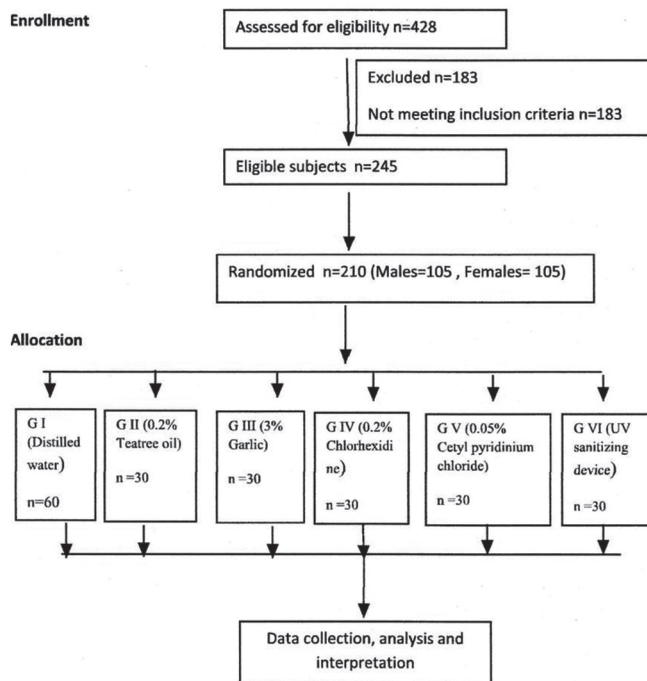 Enrollment
Assessed for eligibility n=428
Excluded n=183
Not meeting inclusion criteria n=183
Eligible subjects n=245
Randomized n=210 (Males=105 , Females= 105)
Allocation
G I
(Distilled
water)
n=60
G II (0.2%
Teatree oil)
n =30
G III (3%
Garlic)
n =30
G IV (0.2%
Chlorhexidi
ne)
n =30
G V (0.05%
Cetyl pyridinium
chloride)
n =30
G VI (UV
sanitizing
device)
n =30
Data collection, analysis and
interpretation